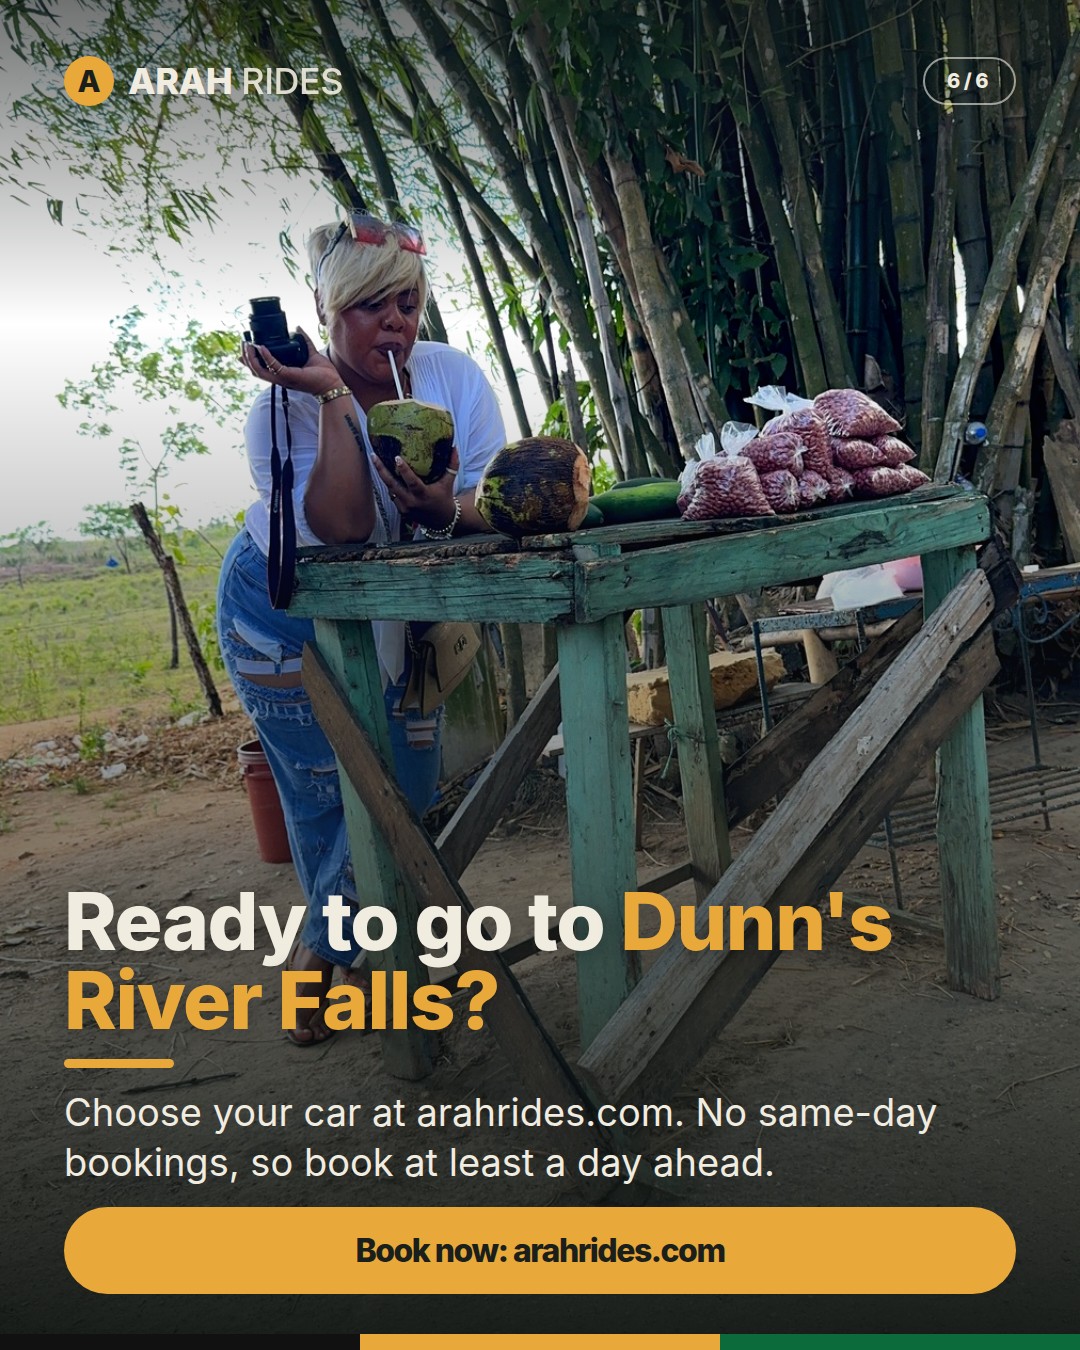 A ARAH RIDES
6/6
Ready to go to Dunn's
River Falls?
Choose your car at arahrides.com. No same-day
bookings, so book at least a day ahead.
Book now: arahrides.com